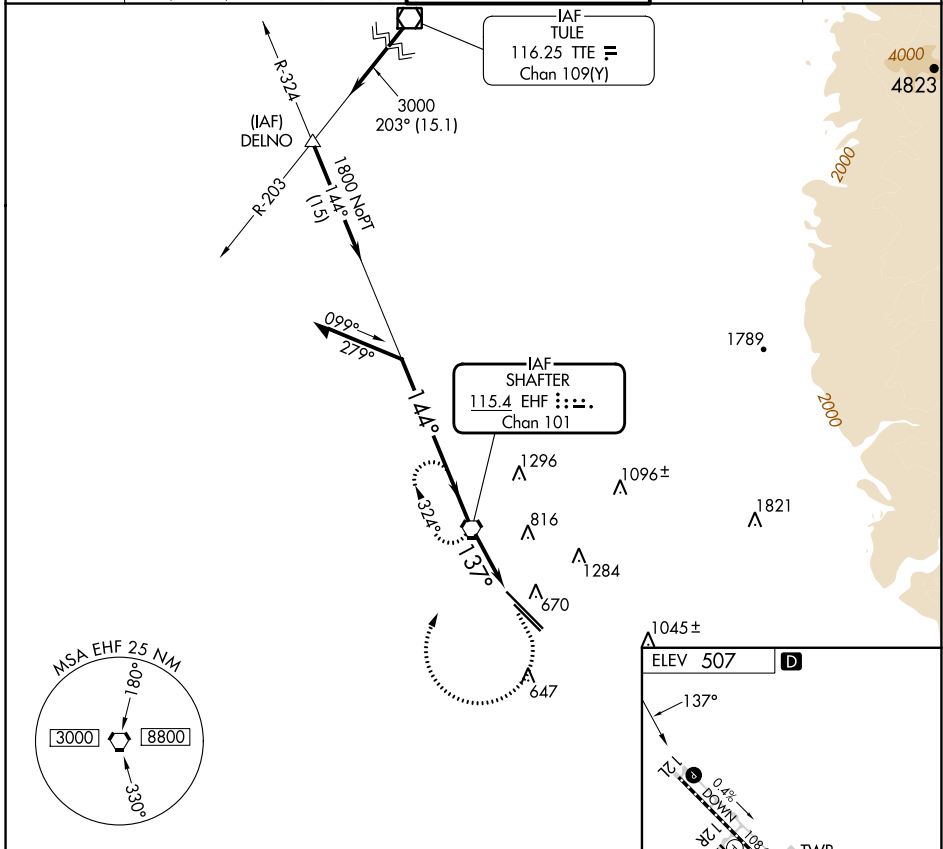 IAF
TULE
116.25 TTE
Chan 109(Y)
4000
4823
R-324
3000
203° (15.1)
(IAF)
DELNO
2000
1800 NoPT
144°
(15)
R-203
099°
279°
1789
IAF
SHAFTER
115.4 EHF
Chan 101
2000
144°
1296
1096±
1821
324°
816
137°
1284
670
1045±
MSA EHF 25 NM
180°
3000
8800
330°
647
ELEV 507
D
137°
12L
P
0.4%
DOWN
108
12R
TWR